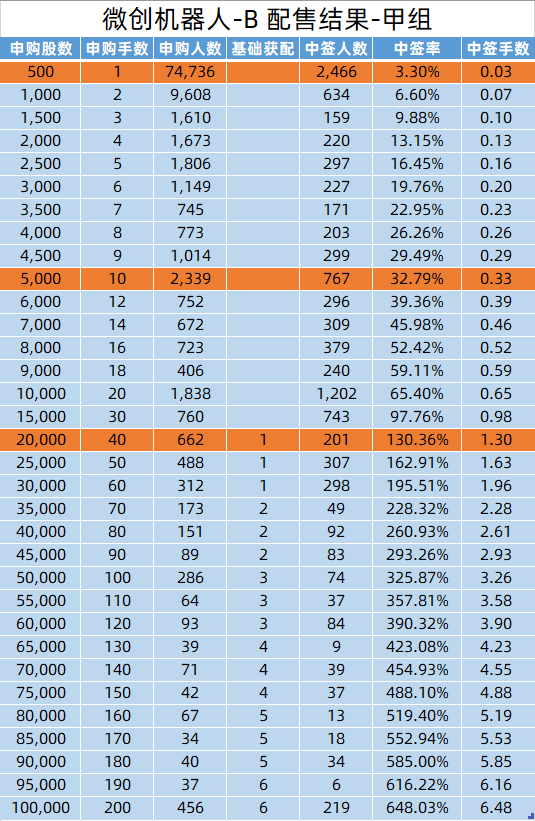 微创机器人-B 配售结果-甲组
申购股数 申购手数 申购人数 基础获配 中签人数 中签率 中签手数
500 1 74,736 2,466 3.30% 0.03
1,000 2 9,608 634 6.60% 0.07
1,500 3 1,610 159 9.88% 0.10
2,000 4 1,673 220 13.15% 0.13
2,500 5 1,806 297 16.45% 0.16
3,000 6 1,149 227 19.76% 0.20
3,500 7 745 171 22.95% 0.23
4,000 8 773 203 26.26% 0.26
4,500 9 1,014 299 29.49% 0.29
5,000 10 2,339 767 32.79% 0.33
6,000 12 752 296 39.36% 0.39
7,000 14 672 309 45.98% 0.46
8,000 16 723 379 52.42% 0.52
9,000 18 406 240 59.11% 0.59
10,000 20 1,838 1,202 65.40% 0.65
15,000 30 760 743 97.76% 0.98
20,000 40 662 1 201 130.36% 1.30
25,000 50 488 1 307 162.91% 1.63
30,000 60 312 1 298 195.51% 1.96
35,000 70 173 2 49 228.32% 2.28
40,000 80 151 2 92 260.93% 2.61
45,000 90 89 2 83 293.26% 2.93
50,000 100 286 3 74 325.87% 3.26
55,000 110 64 3 37 357.81% 3.58
60,000 120 93 3 84 390.32% 3.90
65,000 130 39 4 9 423.08% 4.23
70,000 140 71 4 39 454.93% 4.55
75,000 150 42 4 37 488.10% 4.88
80,000 160 67 5 13 519.40% 5.19
85,000 170 34 5 18 552.94% 5.53
90,000 180 40 5 34 585.00% 5.85
95,000 190 37 6 6 616.22% 6.16
100,000 200 456 6 219 648.03% 6.48